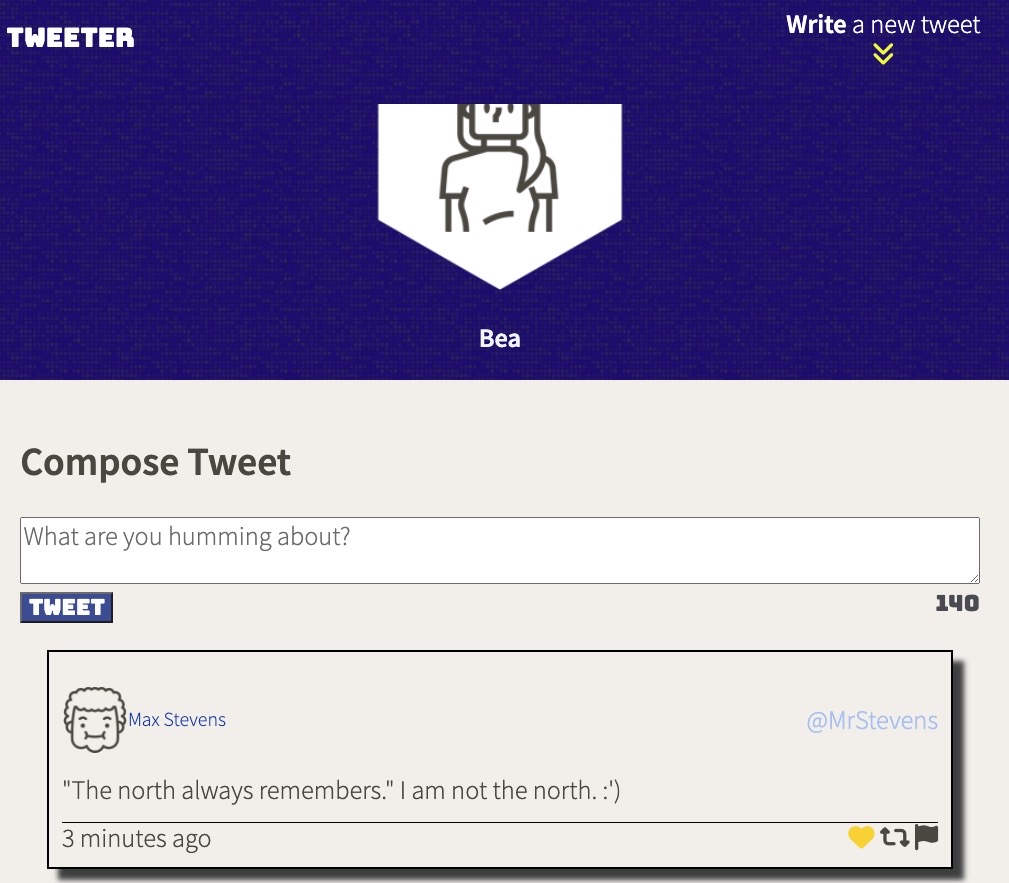 TWEETER
Write a new tweet
Bea
Compose Tweet
What are you humming about?
TWEET
140
Max Stevens
@MrStevens
"The north always remembers." I am not the north. :')
3 minutes ago